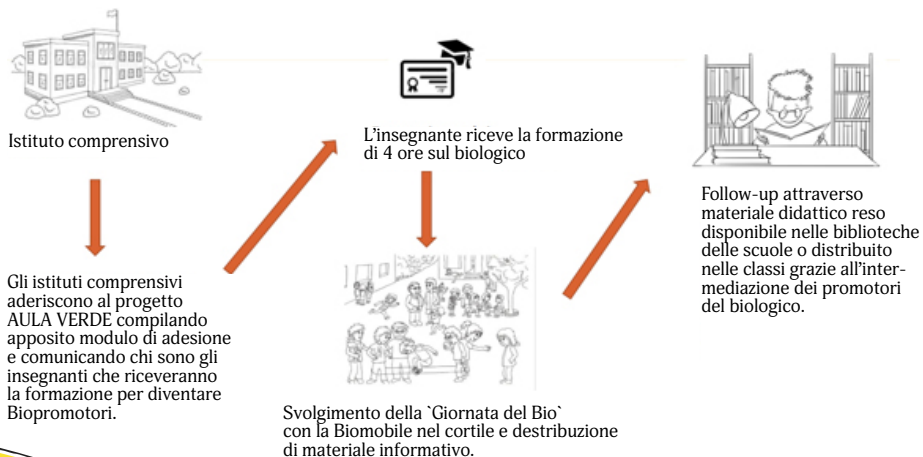 Istituto comprensivo
Gli istituti comprensivi
aderiscono al progetto
AULA VERDE compilando
apposito modulo di adesione
e comunicando chi sono gli
insegnanti che riceveranno
la formazione per diventare
Biopromotori.
L'insegnante riceve la formazione
di 4 ore sul biologico
Svolgimento della `Giornata del Bio`
con la Biomobile nel cortile e destribuzione
di materiale informativo.
Follow-up attraverso
materiale didattico reso
disponibile nelle biblioteche
delle scuole o distribuito
nelle classi grazie all'inter-
mediazione dei promotori
del biologico.